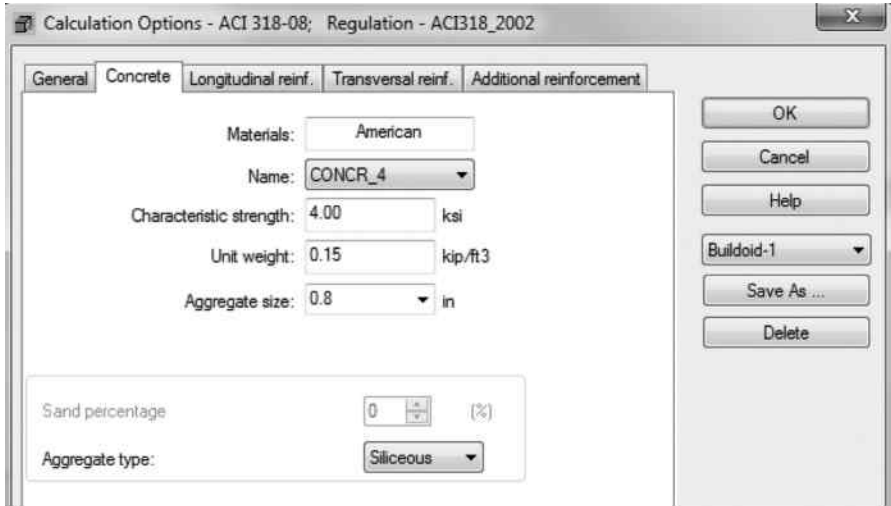 Calculation Options - ACI 318-08; Regulation - ACI318_2002
X
General Concrete Longitudinal reinf. Transversal reinf. Additional reinforcement
Materials: American
Name: CONCR_4
Characteristic strength: 4.00 ksi
Unit weight: 0.15 kip/ft3
Aggregate size: 0.8 in
Sand percentage 0 (%)
Aggregate type: Siliceous
OK
Cancel
Help
Buildoid-1
Save As ...
Delete